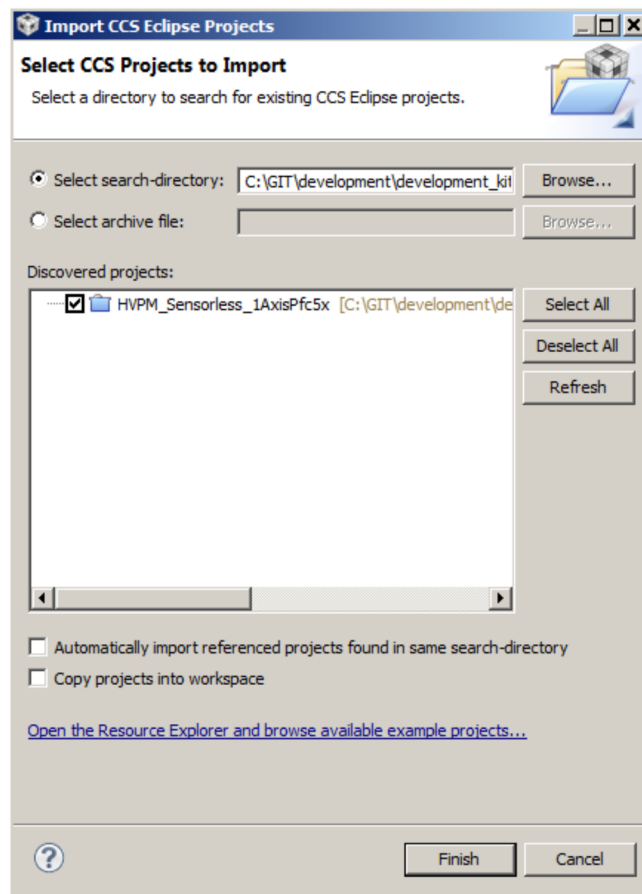 Import CCS Eclipse Projects
Select CCS Projects to Import
Select a directory to search for existing CCS Eclipse projects.
Select search-directory: C:\GIT\development\development_kit Browse...
Select archive file: Browse...
Discovered projects:
HVPM_Sensorless_1AxisPfc5x [C:\GIT\development\de
Select All
Deselect All
Refresh
Automatically import referenced projects found in same search-directory
Copy projects into workspace
Open the Resource Explorer and browse available example projects...
? Finish Cancel